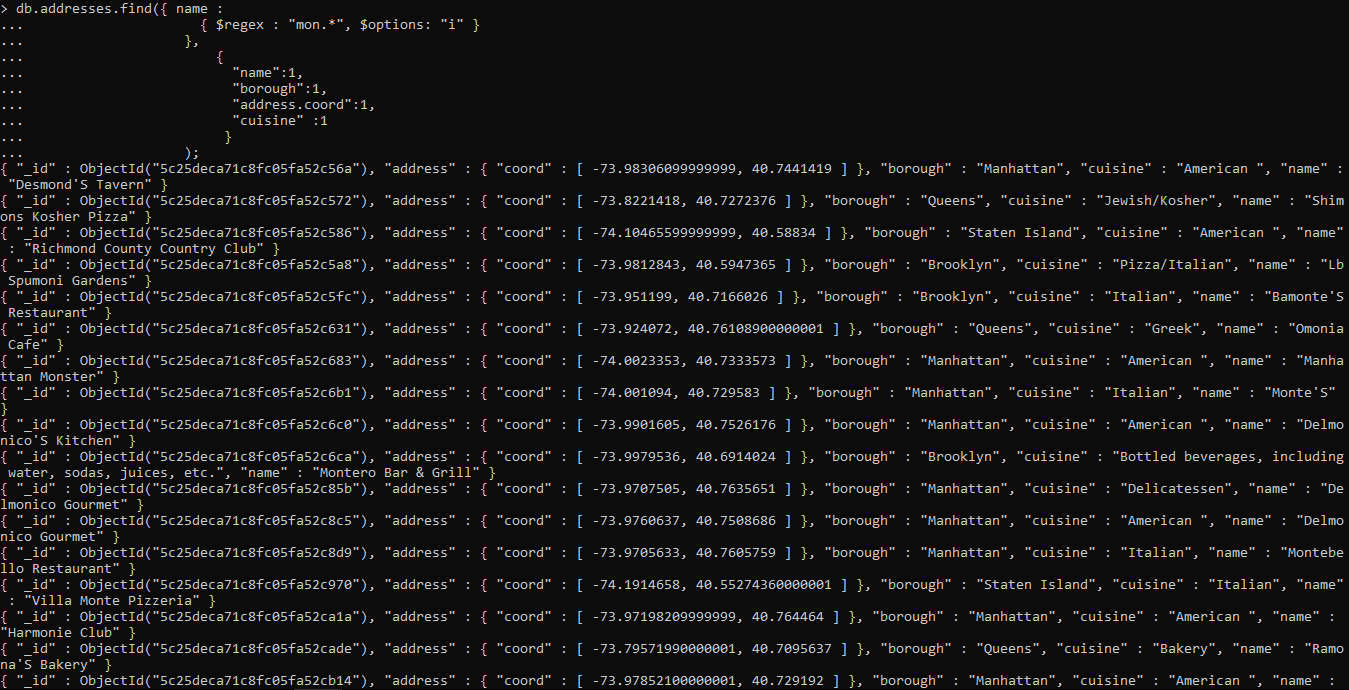 > db.addresses.find({ name :
... { $regex : "mon.*", $options: "i" }
... },
... {
... "name":1,
... "borough":1,
... "address.coord":1,
... "cuisine" :1
... }
... );
{ "_id" : ObjectId("5c25deca71c8fc05fa52c56a"), "address" : { "coord" : [ -73.98306099999999, 40.7441419 ] }, "borough" : "Manhattan", "cuisine" : "American ", "name" :
"Desmond'S Tavern" }
{ "_id" : ObjectId("5c25deca71c8fc05fa52c572"), "address" : { "coord" : [ -73.8221418, 40.7272376 ] }, "borough" : "Queens", "cuisine" : "Jewish/Kosher", "name" : "Shim
ons Kosher Pizza" }
{ "_id" : ObjectId("5c25deca71c8fc05fa52c586"), "address" : { "coord" : [ -74.10465599999999, 40.58834 ] }, "borough" : "Staten Island", "cuisine" : "American ", "name"
: "Richmond County Country Club" }
{ "_id" : ObjectId("5c25deca71c8fc05fa52c5a8"), "address" : { "coord" : [ -73.9812843, 40.5947365 ] }, "borough" : "Brooklyn", "cuisine" : "Pizza/Italian", "name" : "Lb
Spumoni Gardens" }
{ "_id" : ObjectId("5c25deca71c8fc05fa52c5fc"), "address" : { "coord" : [ -73.951199, 40.7166026 ] }, "borough" : "Brooklyn", "cuisine" : "Italian", "name" : "Bamonte'S
Restaurant" }
{ "_id" : ObjectId("5c25deca71c8fc05fa52c631"), "address" : { "coord" : [ -73.924072, 40.76108900000001 ] }, "borough" : "Queens", "cuisine" : "Greek", "name" : "Omonia
Cafe" }
{ "_id" : ObjectId("5c25deca71c8fc05fa52c683"), "address" : { "coord" : [ -74.0023353, 40.7333573 ] }, "borough" : "Manhattan", "cuisine" : "American ", "name" : "Manha
ttan Monster" }
{ "_id" : ObjectId("5c25deca71c8fc05fa52c6b1"), "address" : { "coord" : [ -74.001094, 40.729583 ] }, "borough" : "Manhattan", "cuisine" : "Italian", "name" : "Monte'S"
}
{ "_id" : ObjectId("5c25deca71c8fc05fa52c6c0"), "address" : { "coord" : [ -73.9901605, 40.7526176 ] }, "borough" : "Manhattan", "cuisine" : "American ", "name" : "Delmo
nico'S Kitchen" }
{ "_id" : ObjectId("5c25deca71c8fc05fa52c6ca"), "address" : { "coord" : [ -73.9979536, 40.6914024 ] }, "borough" : "Brooklyn", "cuisine" : "Bottled beverages, including
water, sodas, juices, etc.", "name" : "Montero Bar & Grill" }
{ "_id" : ObjectId("5c25deca71c8fc05fa52c85b"), "address" : { "coord" : [ -73.9707505, 40.7635651 ] }, "borough" : "Manhattan", "cuisine" : "Delicatessen", "name" : "De
lmonico Gourmet" }
{ "_id" : ObjectId("5c25deca71c8fc05fa52c8c5"), "address" : { "coord" : [ -73.9760637, 40.7508686 ] }, "borough" : "Manhattan", "cuisine" : "American ", "name" : "Delmo
nico Gourmet" }
{ "_id" : ObjectId("5c25deca71c8fc05fa52c8d9"), "address" : { "coord" : [ -73.9705633, 40.7605759 ] }, "borough" : "Manhattan", "cuisine" : "Italian", "name" : "Montebe
llo Restaurant" }
{ "_id" : ObjectId("5c25deca71c8fc05fa52c970"), "address" : { "coord" : [ -74.1914658, 40.55274360000001 ] }, "borough" : "Staten Island", "cuisine" : "Italian", "name"
: "Villa Monte Pizzeria" }
{ "_id" : ObjectId("5c25deca71c8fc05fa52ca1a"), "address" : { "coord" : [ -73.97198209999999, 40.764464 ] }, "borough" : "Manhattan", "cuisine" : "American ", "name" :
"Harmonie Club" }
{ "_id" : ObjectId("5c25deca71c8fc05fa52cade"), "address" : { "coord" : [ -73.79571990000001, 40.7095637 ] }, "borough" : "Queens", "cuisine" : "Bakery", "name" : "Ramo
na'S Bakery" }
{ "_id" : ObjectId("5c25deca71c8fc05fa52cb14"), "address" : { "coord" : [ -73.97852100000001, 40.729192 ] }, "borough" : "Manhattan", "cuisine" : "American ", "name" :